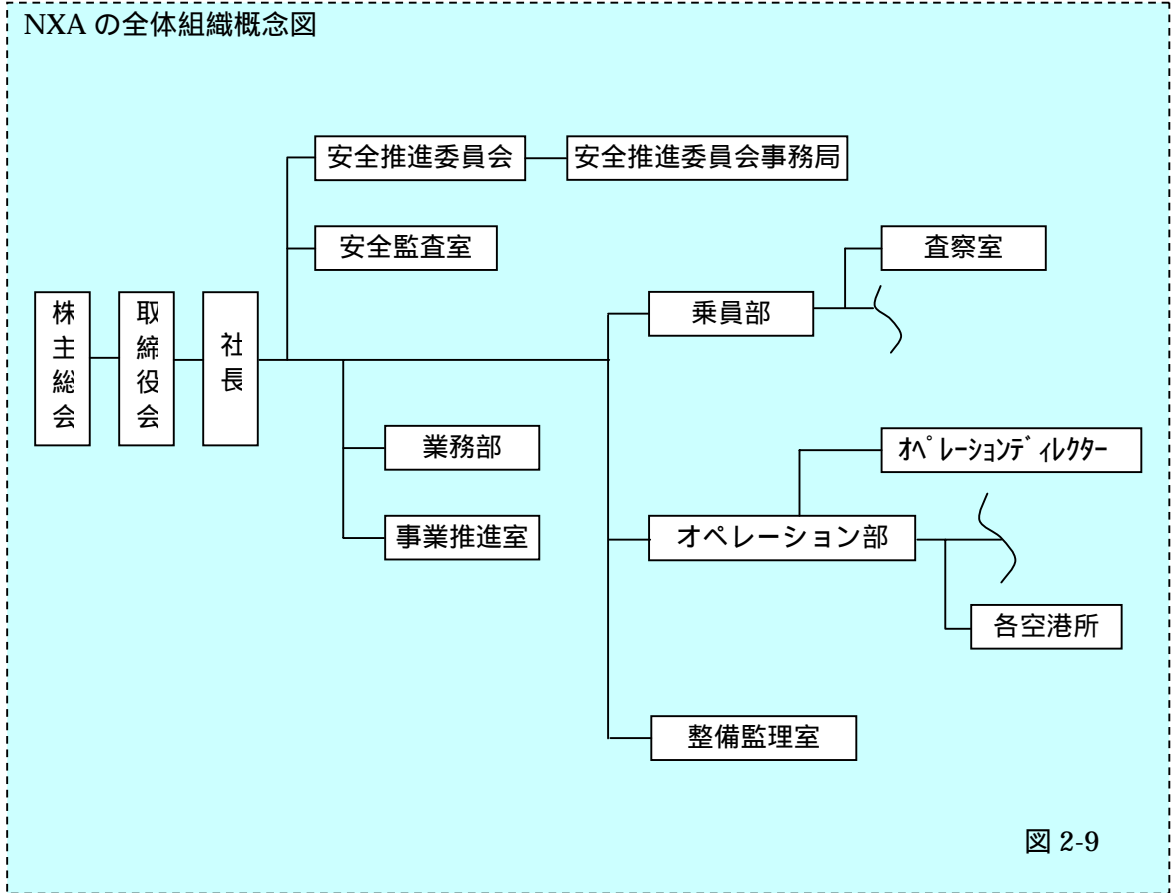 NXA の全体組織概念図
安全推進委員会
安全推進委員会事務局
安全監査室
査察室
株主総会
取締役会
社長
乗員部
業務部
ｵﾍﾟﾚｰｼｮﾝﾃﾞｨﾚｸﾀｰ
事業推進室
オペレーション部
各空港所
整備監理室
図 2-9